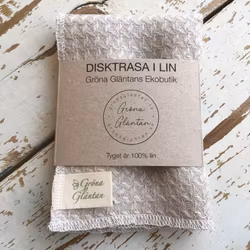 DISKTRASA I LIN
Gröna Gläntans Ekobutik
Gröna
Gläntan
Tyget är 100% lin
Gröna
Gläntan